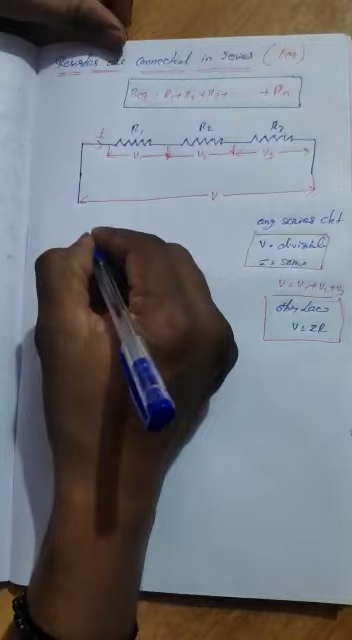 Resistors are connected in series (Req)
Req = R1+R2+R3+ - - - - + Rn
I R1 R2 R3
V1 V2 V3
V
any series ckt
V = divisible
I = same
V = V1+V2+V3
Ohm Law
V = IR